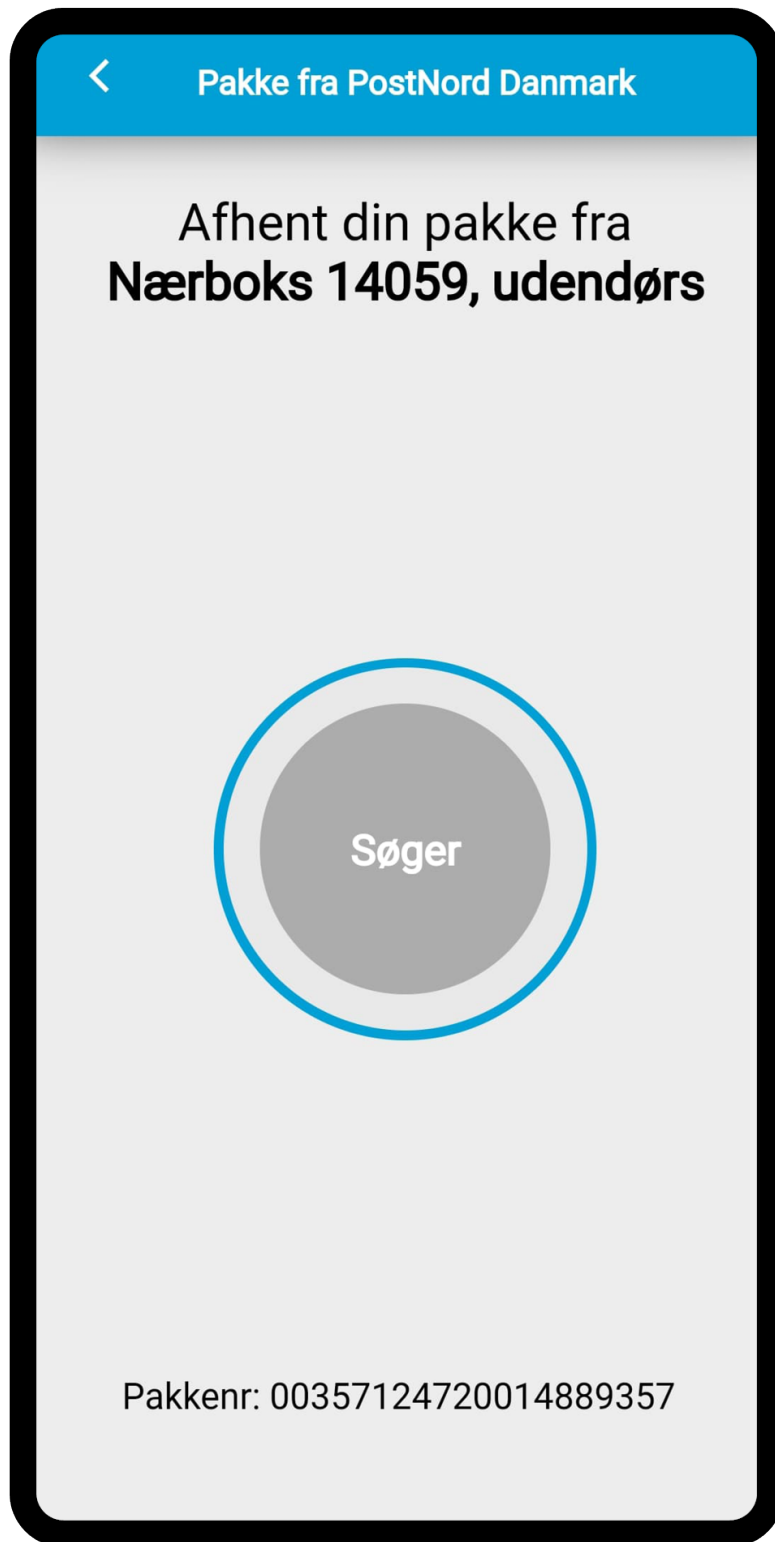 Pakke fra PostNord Danmark
Afhent din pakke fra
Nærboks 14059, udendørs
Søger
Pakkenr: 00357124720014889357